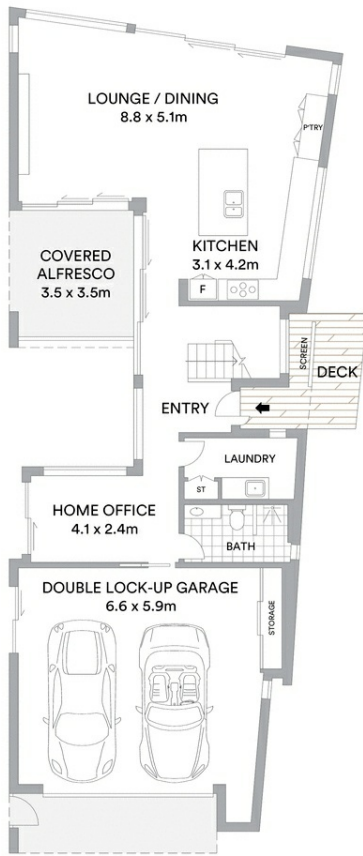 LOUNGE / DINING
8.8 x 5.1m
P'TRY
KITCHEN
3.1 x 4.2m
F
COVERED
ALFRESCO
3.5 x 3.5m
SCREEN
DECK
ENTRY
LAUNDRY
ST
HOME OFFICE
4.1 x 2.4m
BATH
DOUBLE LOCK-UP GARAGE
6.6 x 5.9m
STORAGE